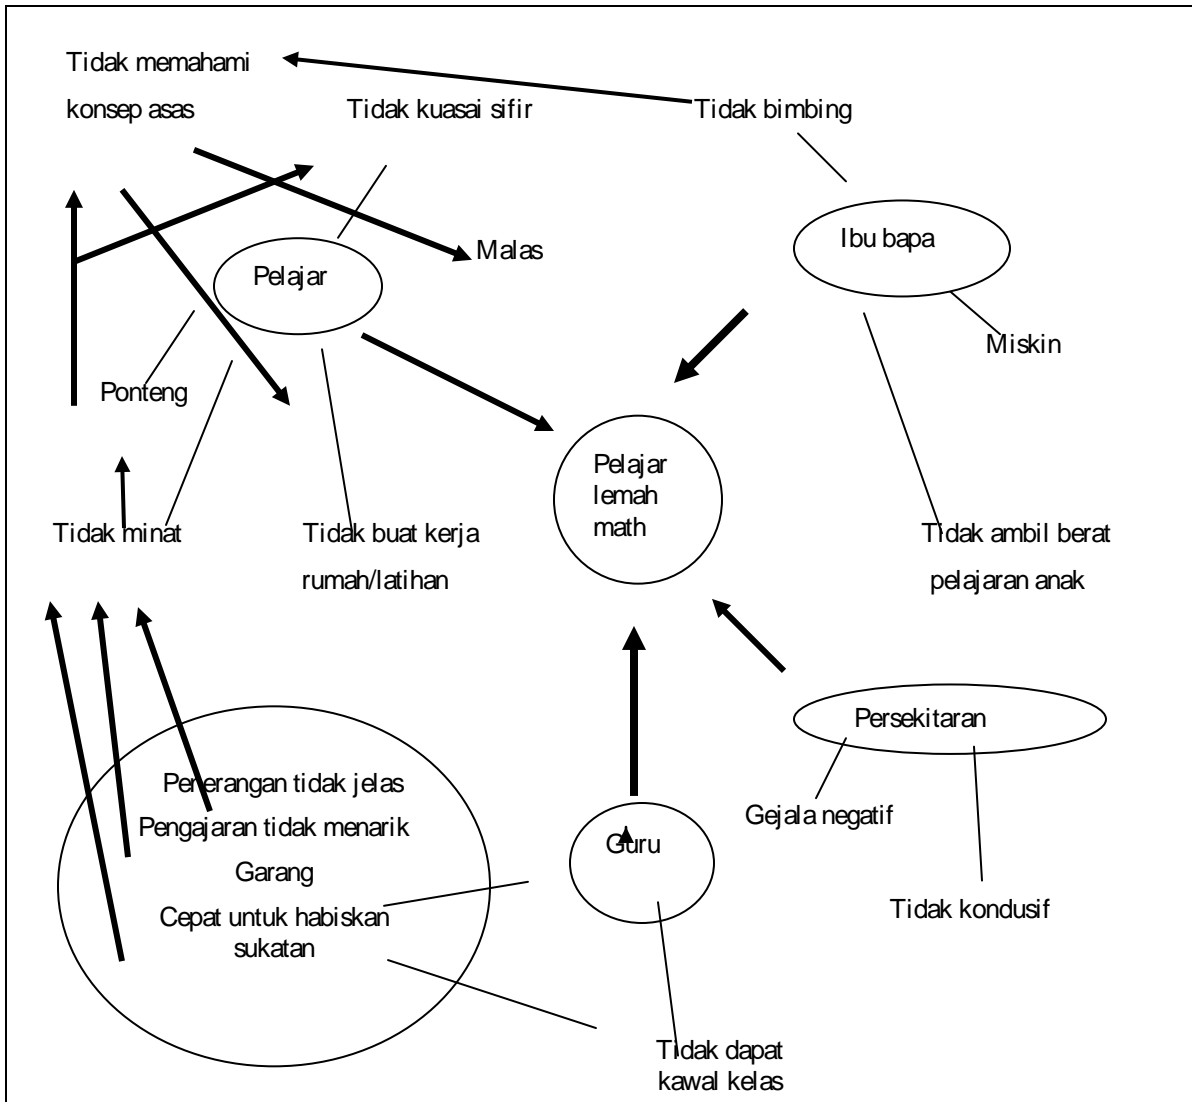 Tidak memahami
konsep asas
Tidak kuasai sifir
Tidak bimbing
Ibu bapa
Malas
Pelajar
Miskin
Ponteng
Pelajar
lemah
math
Tidak minat
Tidak buat kerja
rumah/latihan
Tidak ambil berat
pelajaran anak
Persekitaran
Penerangan tidak jelas
Pengajaran tidak menarik
Garang
Cepat untuk habiskan
sukatan
Guru
Gejala negatif
Tidak kondusif
Tidak dapat
kawal kelas